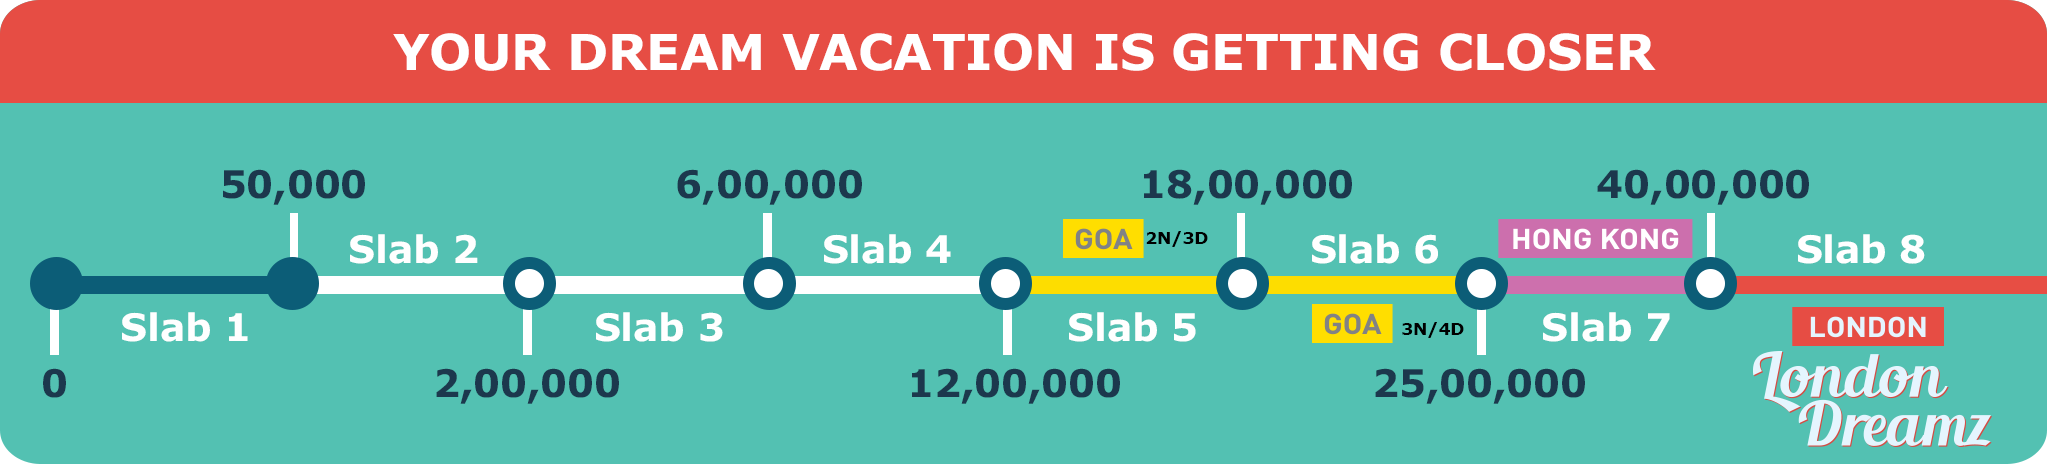 YOUR DREAM VACATION IS GETTING CLOSER
50,000
6,00,000
18,00,000
40,00,000
Slab 2
Slab 4
GOA 2N/3D
Slab 6
HONG KONG
Slab 8
Slab 1
Slab 3
Slab 5
GOA 3N/4D
Slab 7
LONDON
0
2,00,000
12,00,000
25,00,000
London
Dreamz